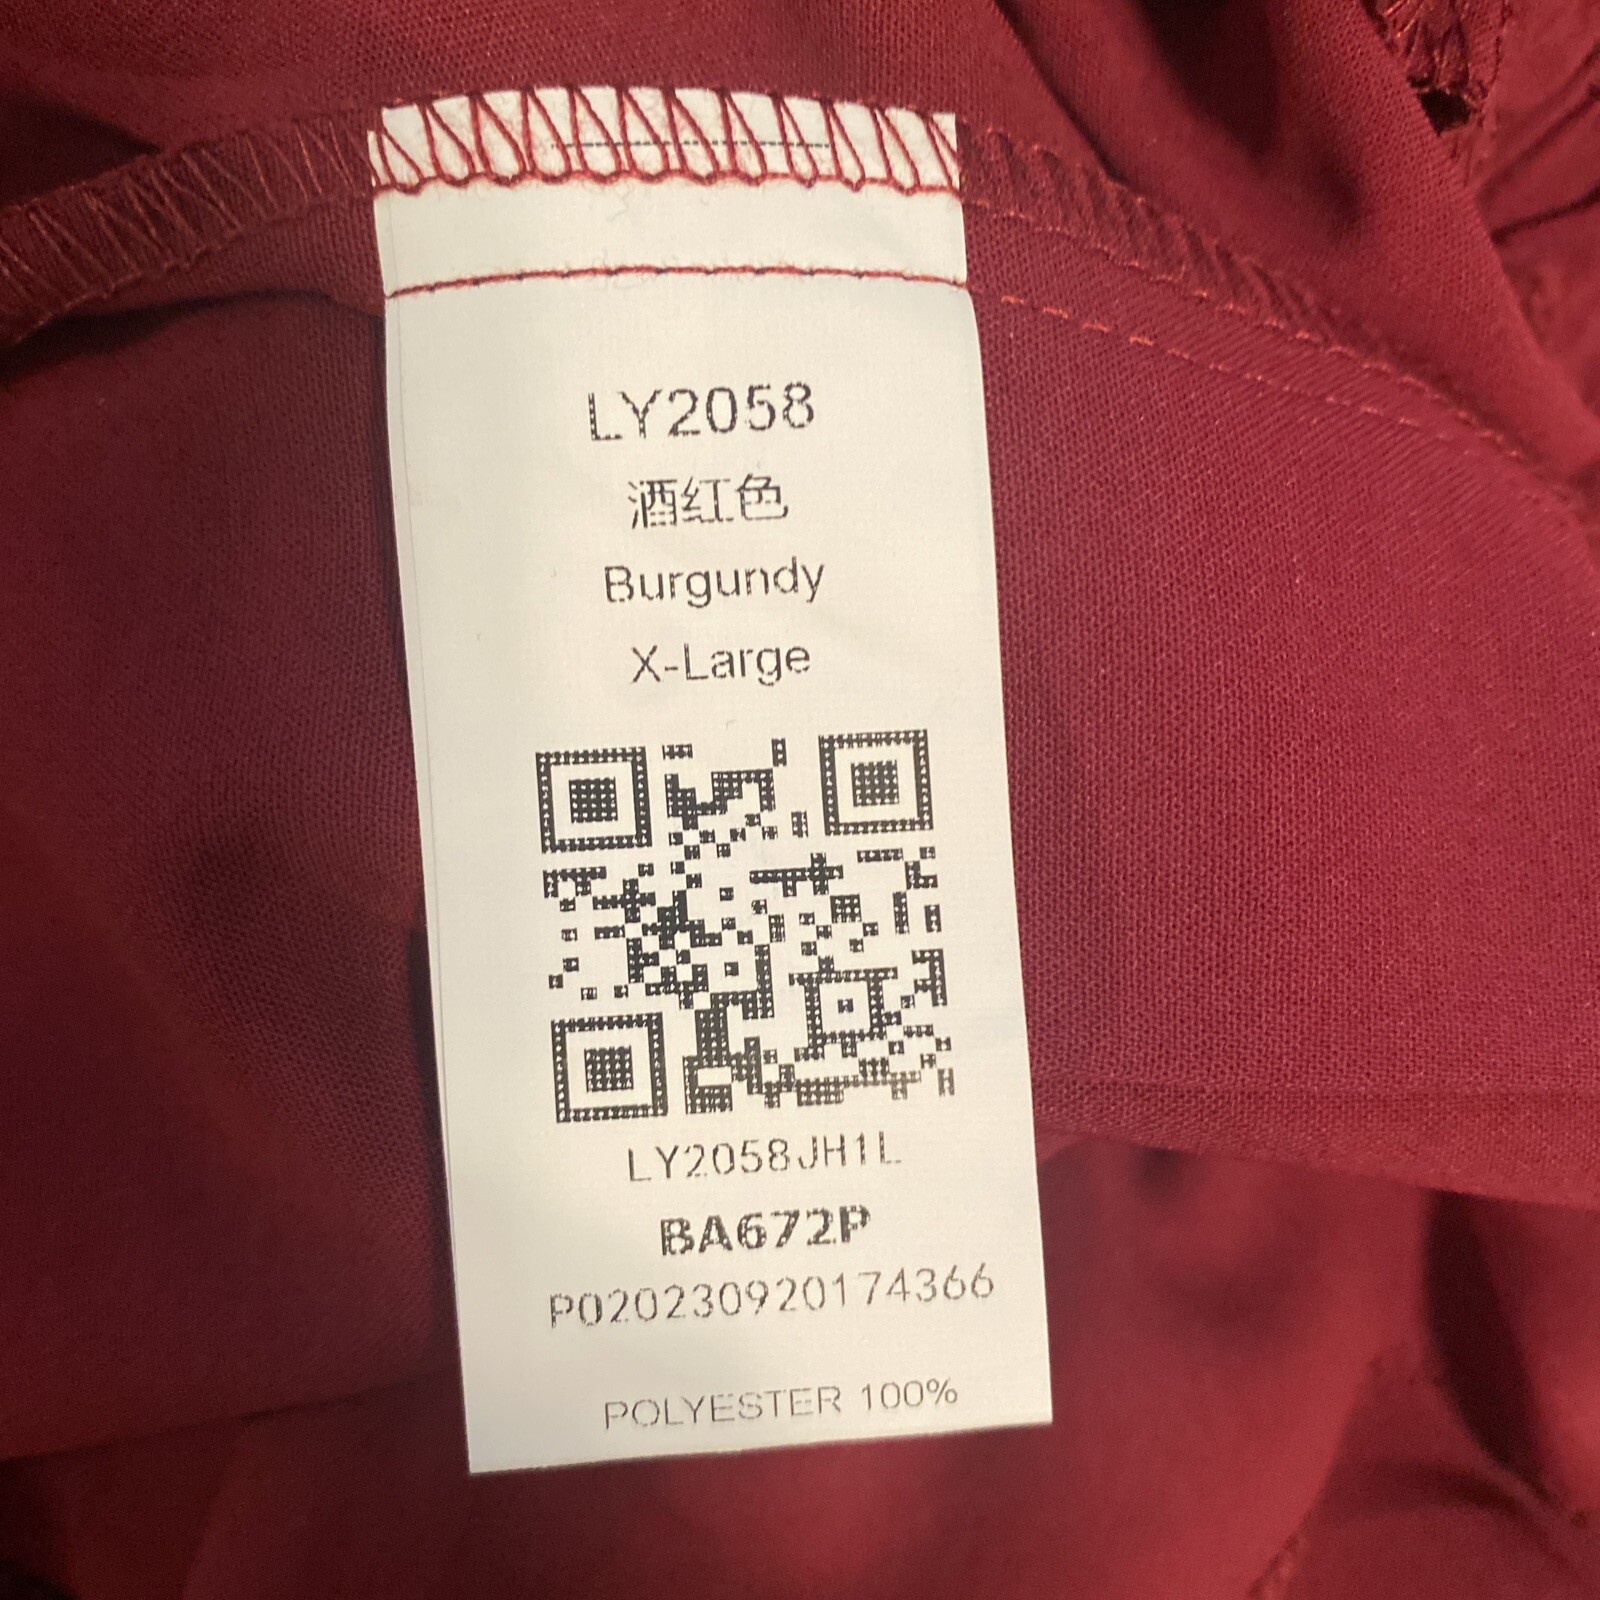 LY2058
酒红色
Burgundy
X-Large
LY2058JH1L
BA672P
P020230920174366
POLYESTER 100%